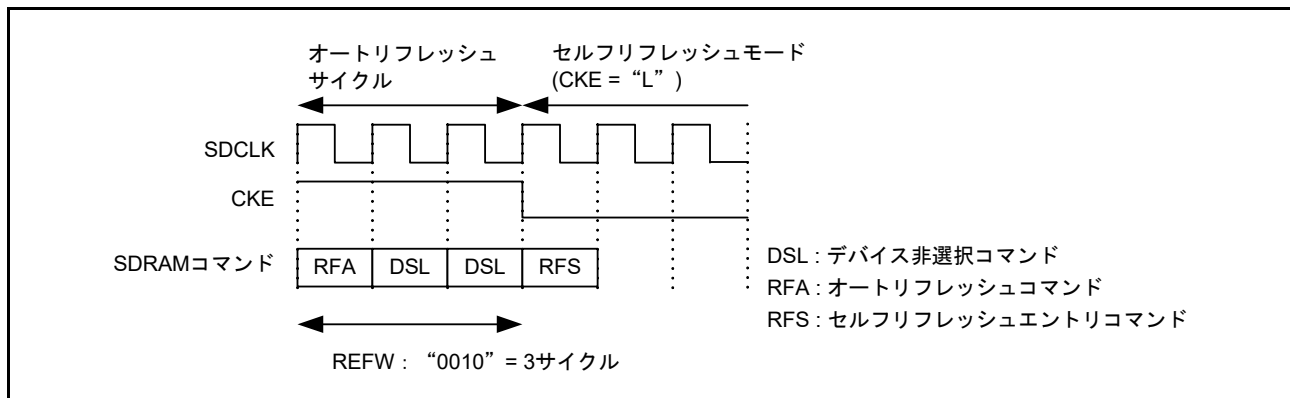 オートリフレッシュ
サイクル
セルフリフレッシュモード
(CKE = “L” )
SDCLK
CKE
SDRAMコマンド
RFA DSL DSL RFS
DSL : デバイス非選択コマンド
RFA : オートリフレッシュコマンド
RFS : セルフリフレッシュエントリコマンド
REFW : “0010” = 3サイクル